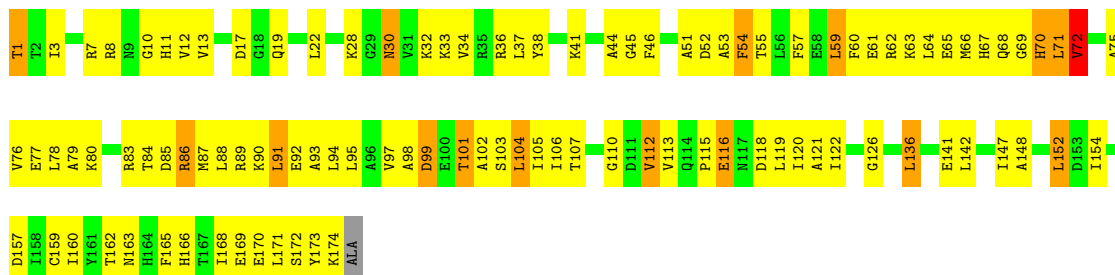 T1 T2 I3 R7 R8 N9 G10 H11 V12 V13 D17 G18 Q19 L22 K28 G29 N30 V31 K32 K33 V34 R35 R36 L37 Y38 K41 A44 G45 F46 A51 D52 A53 F54 T55 L56 F57 E58 L59 F60 E61 R62 K63 L64 E65 M66 H67 Q68 G69 H70 L71 V72 A75
V76 E77 L78 A79 K80 R83 T84 D85 R86 M87 L88 R89 K90 L91 E92 A93 L94 L95 A96 V97 A98 D99 E100 T101 A102 S103 L104 I105 I106 T107 G110 D111 V112 V113 Q114 P115 E116 N117 D118 L119 I120 A121 I122 G126 L136 E141 L142 I147 A148 L152 D153 I154
D157 I158 C159 I160 Y161 T162 N163 H164 F165 H166 T167 I168 E169 E170 L171 S172 Y173 K174 ALA